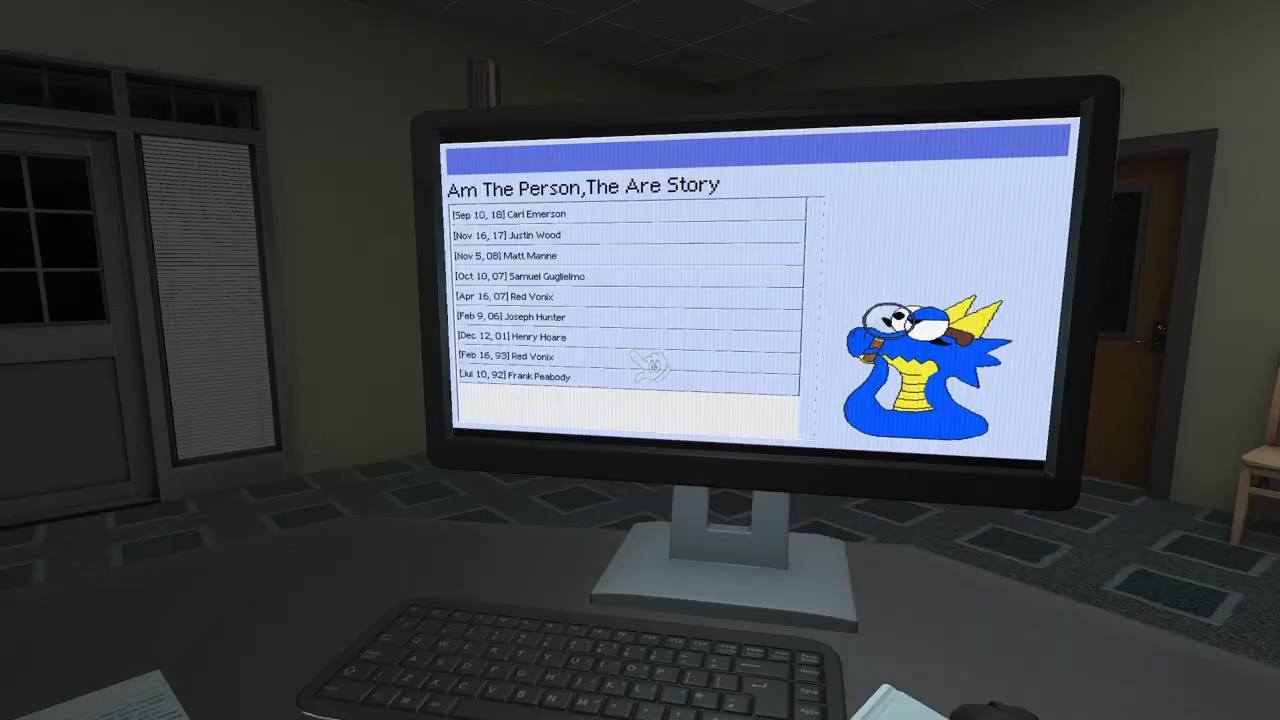 Am The Person,The Are Story
[Sep 10, 18] Carl Emerson
[Nov 16, 17] Justin Wood
[Nov 5, 08] Matt Manne
[Oct 10, 07] Samuel Guglielmo
[Apr 16, 07] Red Vonix
[Feb 9, 06] Joseph Hunter
[Dec 12, 01] Henry Hoare
[Feb 16, 93] Red Vonix
[Jul 10, 92] Frank Peabody